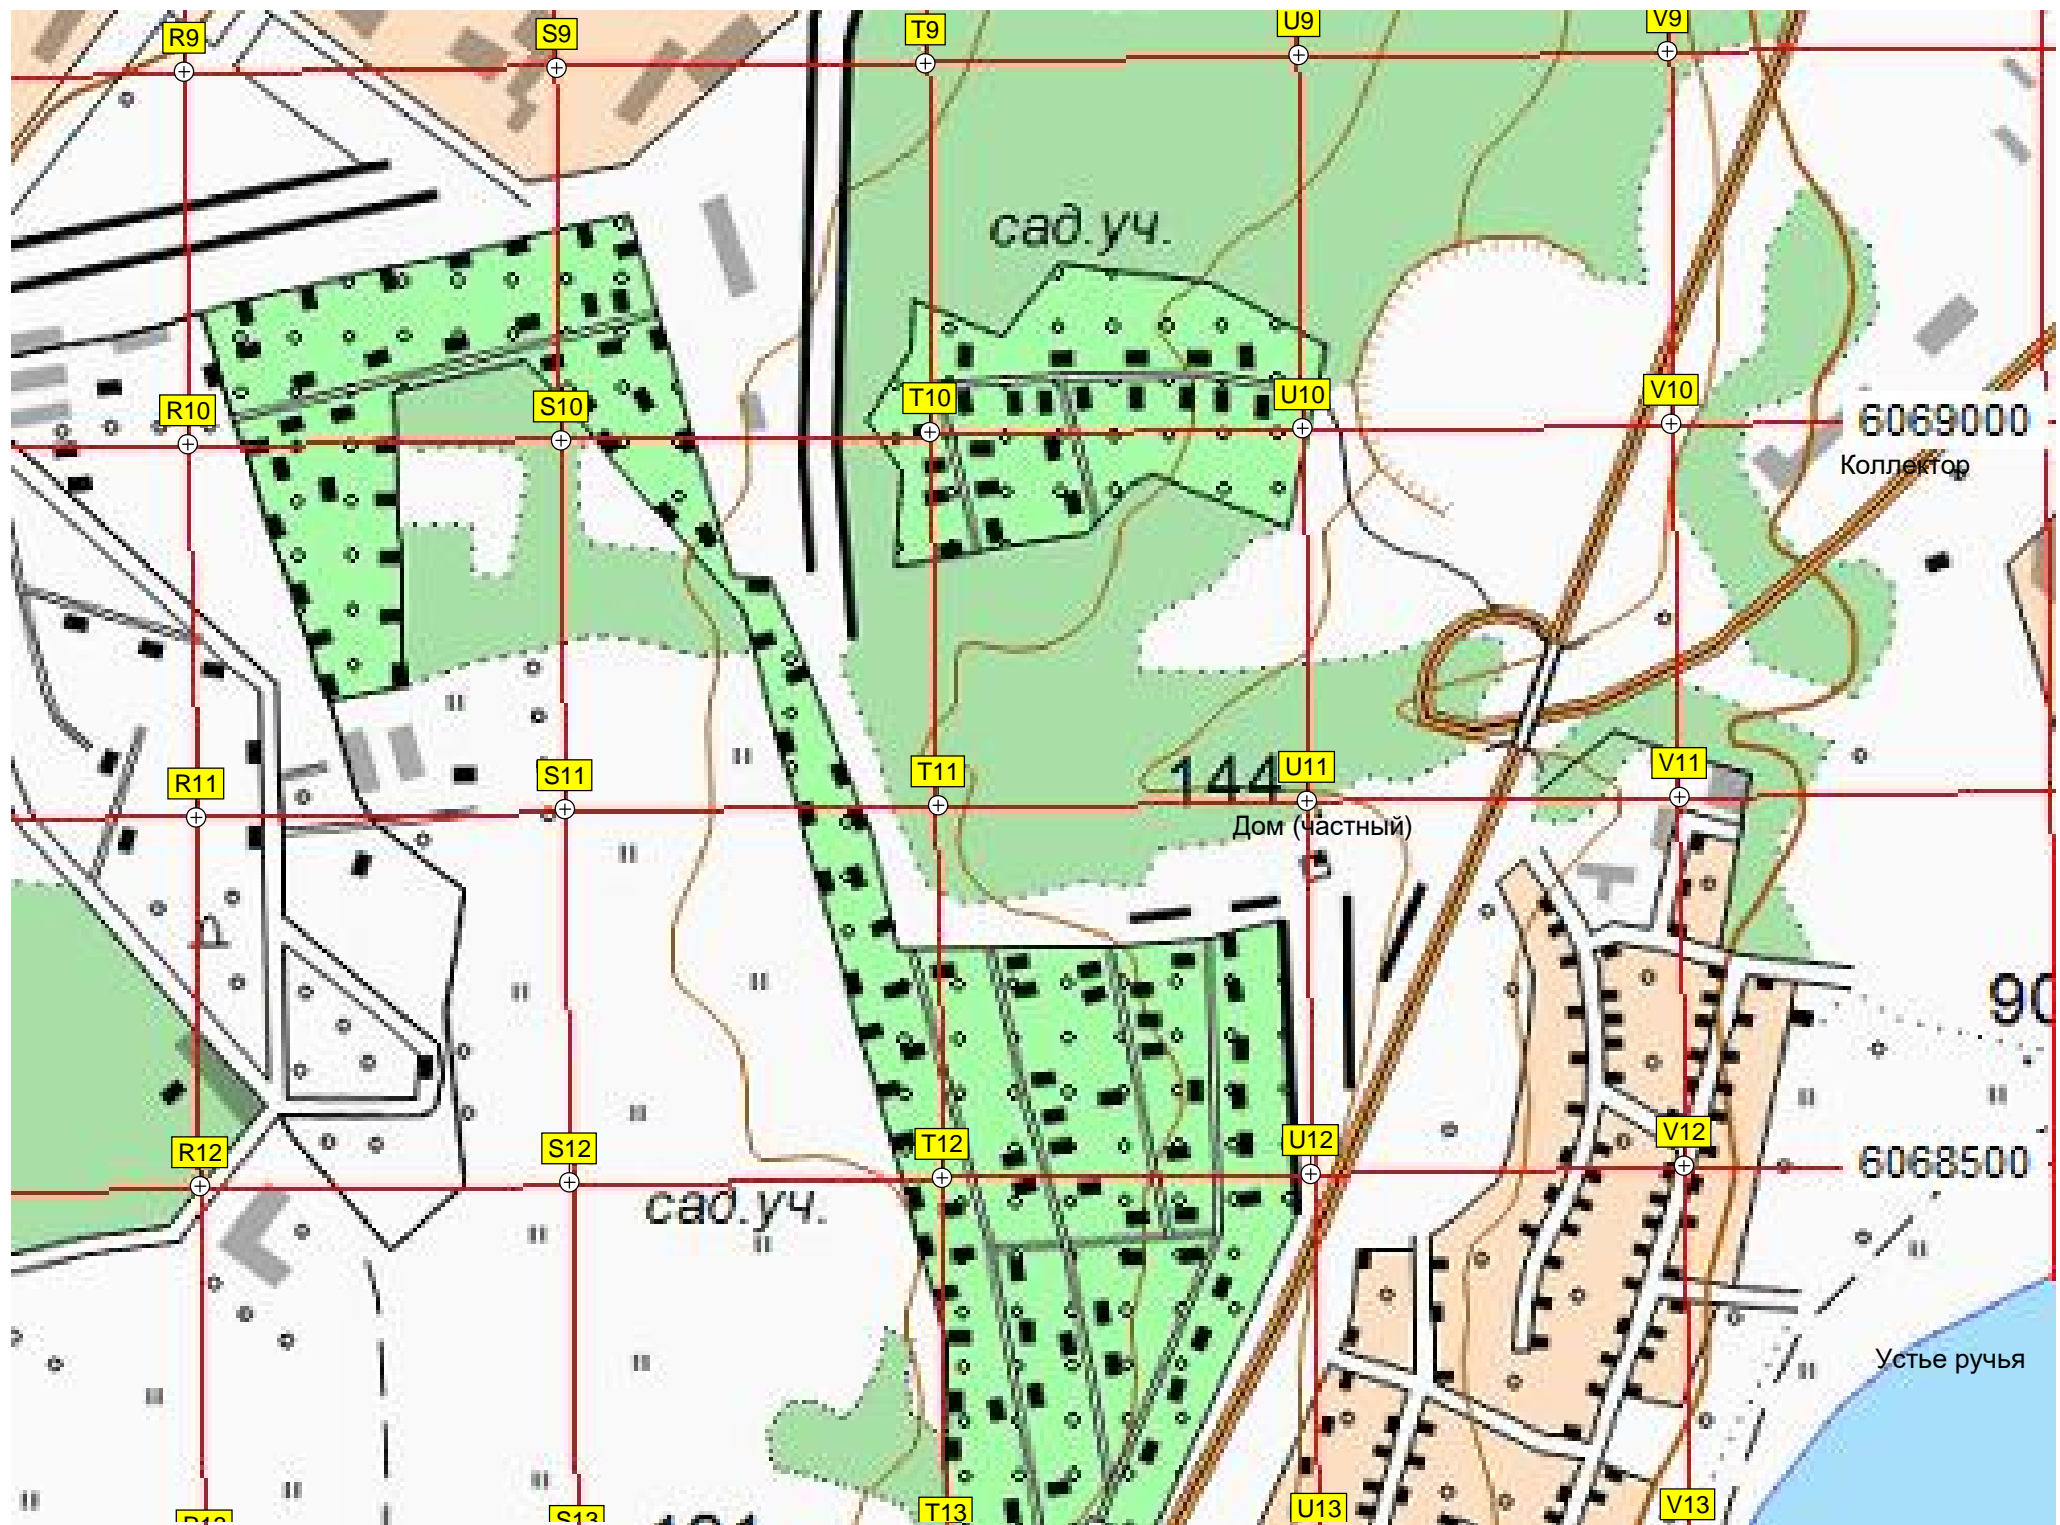 R9
S9
T9
U9
V9
сад.уч.
R10
S10
T10
U10
V10
6069000
Коллектор
R11
S11
T11
144
U11
V11
Дом (частный)
90
R12
S12
T12
U12
V12
6068500
сад.уч.
Устье ручья
S13
T13
U13
V13